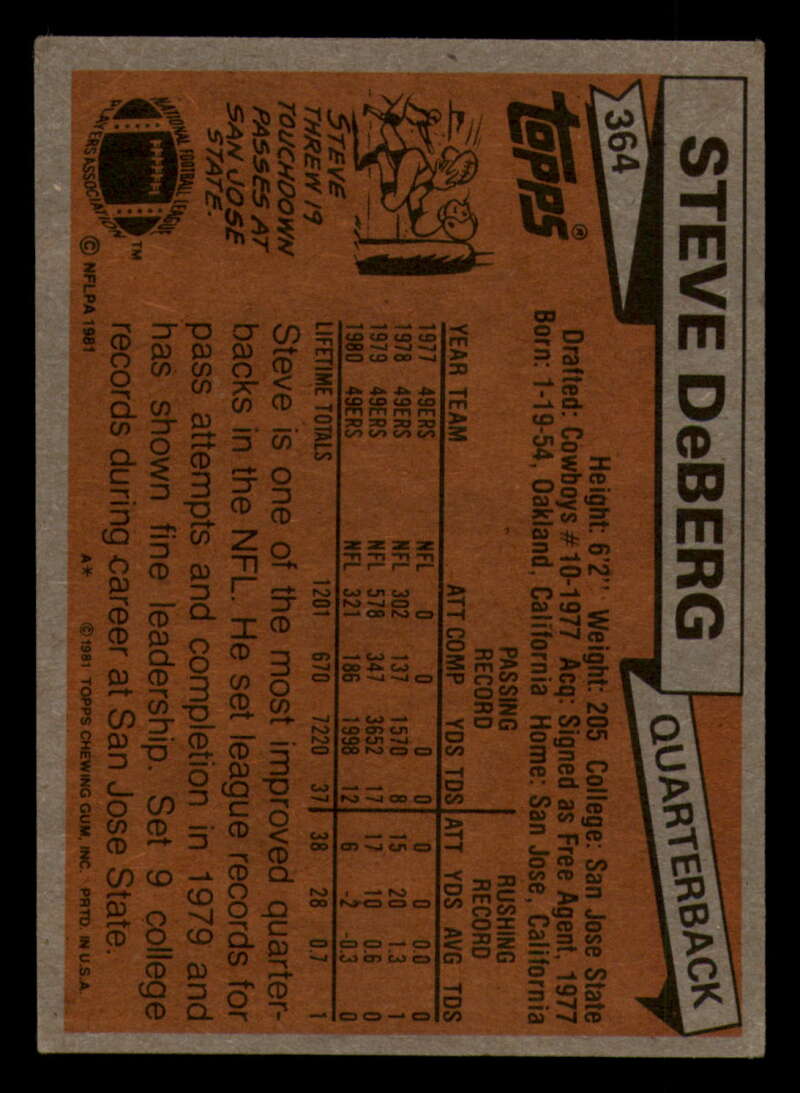 STEVE DeBERG
364
QUARTERBACK
TOPPS®
Height: 6'2" Weight: 205 College: San Jose State
Drafted: Cowboys #10-1977 Acq: Signed as Free Agent, 1977
Born: 1-19-54, Oakland, California Home: San Jose, California
PASSING RECORD RUSHING RECORD
YEAR TEAM ATT COMP YDS TDS ATT YDS AVG TDS
1977 49ERS NFL 0 0 0 0 0 0 0.0 0
1978 49ERS NFL 302 137 1570 8 15 20 1.3 1
1979 49ERS NFL 578 347 3652 17 17 10 0.6 0
1980 49ERS NFL 321 186 1998 12 6 -2 -0.3 0
LIFETIME TOTALS 1201 670 7220 37 38 28 0.7 1
STEVE
THREW 19
TOUCHDOWN
PASSES AT
SAN JOSE
STATE.
Steve is one of the most improved quarter-
backs in the NFL. He set league records for
pass attempts and completion in 1979 and
has shown fine leadership. Set 9 college
records during career at San Jose State.
NATIONAL FOOTBALL LEAGUE
PLAYERS ASSOCIATION
™
© NFLPA 1981
A* ©1981 TOPPS CHEWING GUM, INC. PRTD. IN U.S.A.